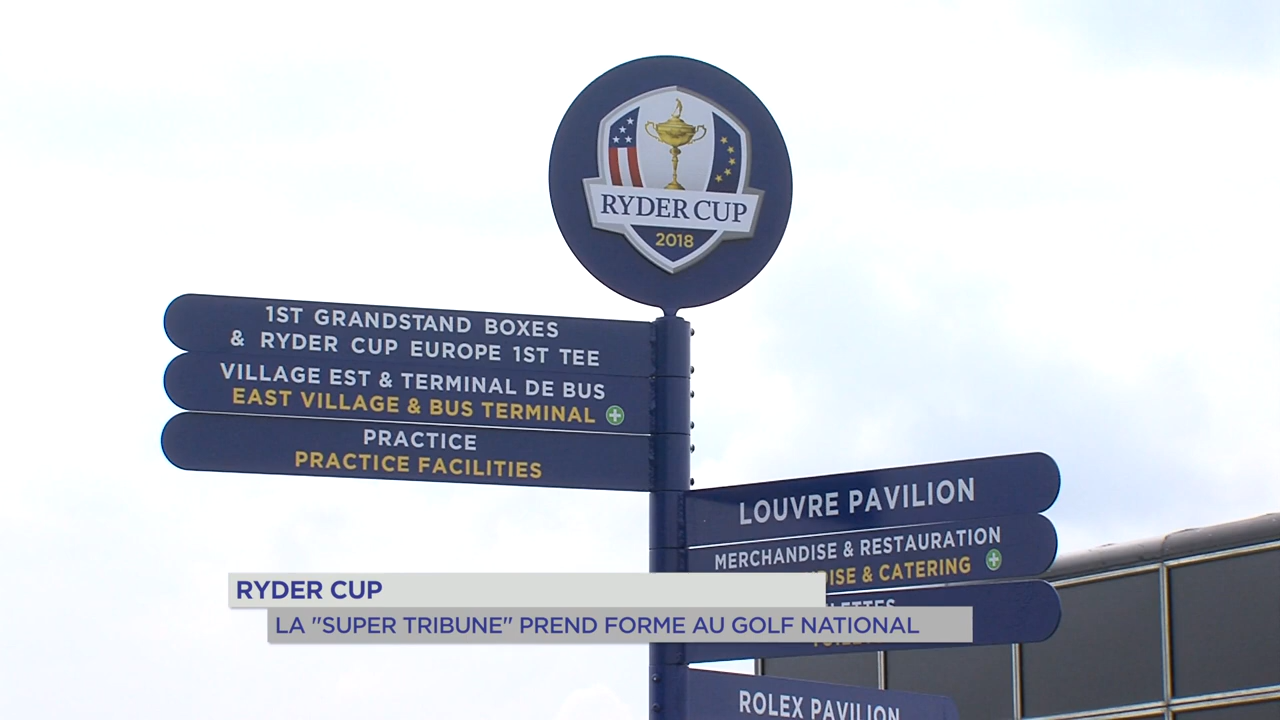 RYDER CUP
2018
1ST GRANDSTAND BOXES
& RYDER CUP EUROPE 1ST TEE
VILLAGE EST & TERMINAL DE BUS
EAST VILLAGE & BUS TERMINAL
PRACTICE
PRACTICE FACILITIES
LOUVRE PAVILION
MERCHANDISE & RESTAURATION
& CATERING
ROLEX PAVILION
RYDER CUP
LA "SUPER TRIBUNE" PREND FORME AU GOLF NATIONAL